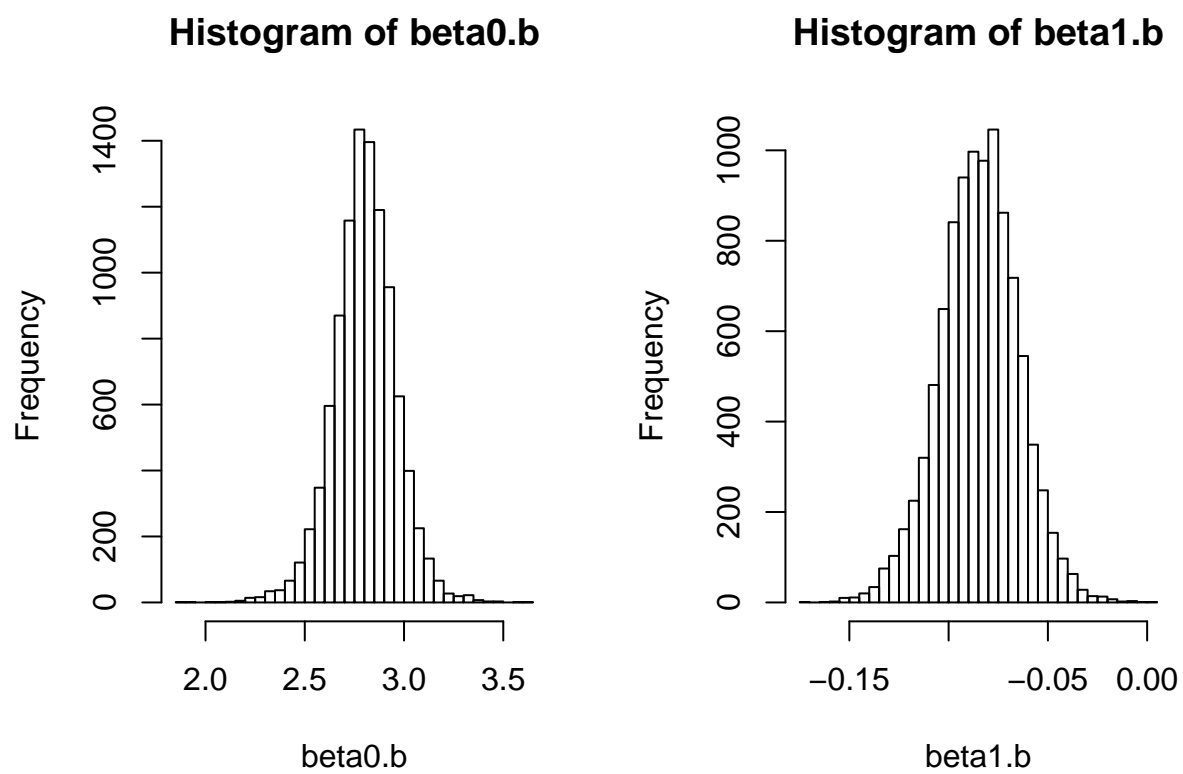 Histogram of beta0.b
Frequency
1400
1000
600
200
0
2.0 2.5 3.0 3.5
beta0.b
Histogram of beta1.b
Frequency
1000
800
600
400
200
0
−0.15 −0.05 0.00
beta1.b